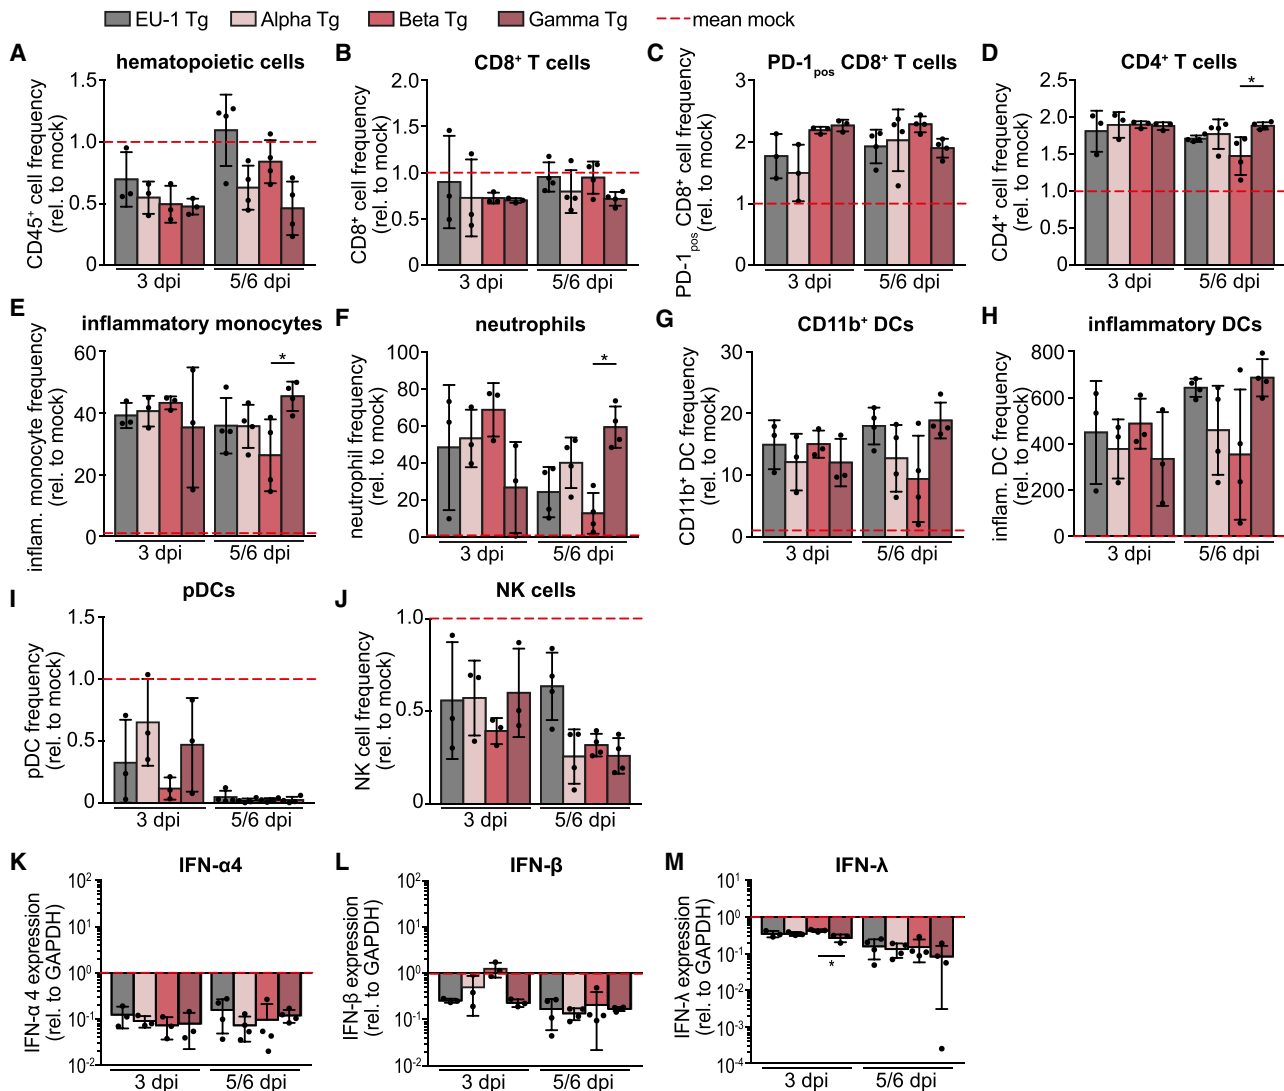 EU-1 Tg Alpha Tg Beta Tg Gamma Tg mean mock
A hematopoietic cells
CD45⁺ cell frequency
(rel. to mock)
1.5
1.0
0.5
0
3 dpi 5/6 dpi
B CD8⁺ T cells
CD8⁺ cell frequency
(rel. to mock)
2.0
1.5
1.0
0.5
0
3 dpi 5/6 dpi
C PD-1pos CD8⁺ T cells
PD-1pos CD8⁺ cell frequency
(rel. to mock)
3
2
1
0
3 dpi 5/6 dpi
D CD4⁺ T cells
CD4⁺ cell frequency
(rel. to mock)
2.5
2.0
1.5
1.0
0.5
0
*
3 dpi 5/6 dpi
E inflammatory monocytes
inflam. monocyte frequency
(rel. to mock)
60
40
20
0
*
3 dpi 5/6 dpi
F neutrophils
neutrophil frequency
(rel. to mock)
100
80
60
40
20
0
*
3 dpi 5/6 dpi
G CD11b⁺ DCs
CD11b⁺ DC frequency
(rel. to mock)
30
20
10
0
3 dpi 5/6 dpi
H inflammatory DCs
inflam. DC frequency
(rel. to mock)
800
600
400
200
0
3 dpi 5/6 dpi
I pDCs
pDC frequency
(rel. to mock)
1.5
1.0
0.5
0
3 dpi 5/6 dpi
J NK cells
NK cell frequency
(rel. to mock)
1.0
0.5
0
3 dpi 5/6 dpi
K IFN-α4
IFN-α 4 expression
(rel. to GAPDH)
10²
10¹
10⁰
10⁻¹
10⁻²
3 dpi 5/6 dpi
L IFN-β
IFN-β expression
(rel. to GAPDH)
10²
10¹
10⁰
10⁻¹
10⁻²
3 dpi 5/6 dpi
M IFN-λ
IFN-λ expression
(rel. to GAPDH)
10¹
10⁰
10⁻¹
10⁻²
10⁻³
10⁻⁴
*
3 dpi 5/6 dpi